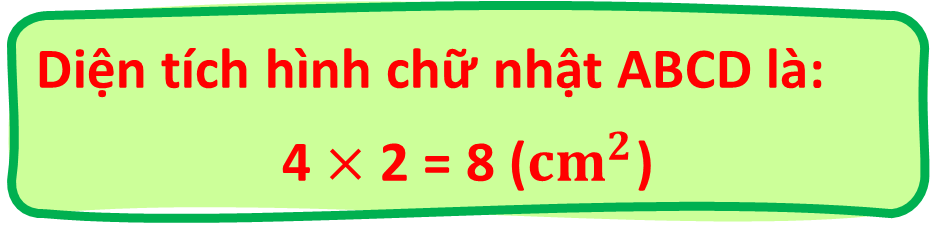 Diện tích hình chữ nhật ABCD là:
4 × 2 = 8 (cm²)